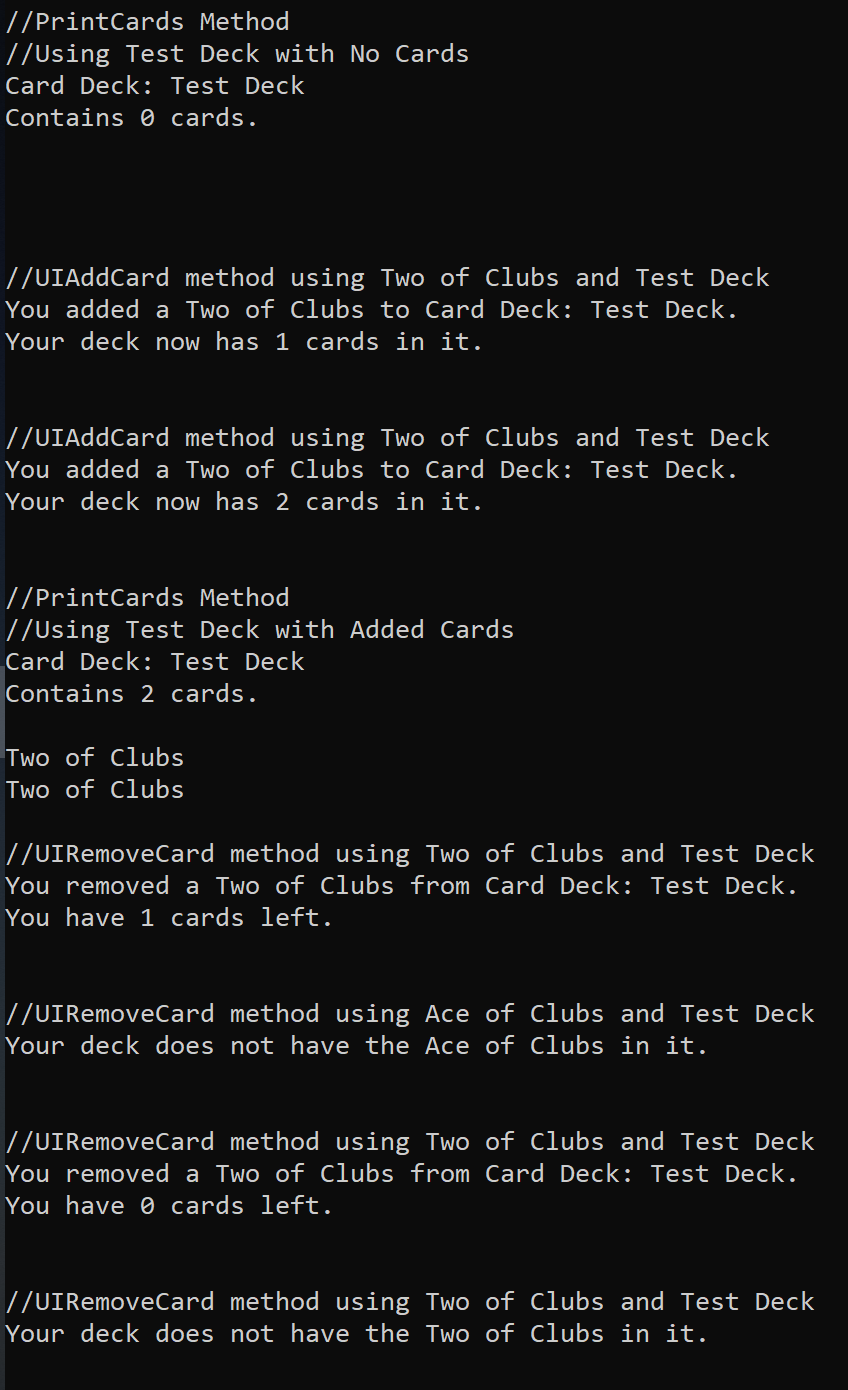 //PrintCards Method
//Using Test Deck with No Cards
Card Deck: Test Deck
Contains 0 cards.
//UIAddCard method using Two of Clubs and Test Deck
You added a Two of Clubs to Card Deck: Test Deck.
Your deck now has 1 cards in it.
//UIAddCard method using Two of Clubs and Test Deck
You added a Two of Clubs to Card Deck: Test Deck.
Your deck now has 2 cards in it.
//PrintCards Method
//Using Test Deck with Added Cards
Card Deck: Test Deck
Contains 2 cards.
Two of Clubs
Two of Clubs
//UIRemoveCard method using Two of Clubs and Test Deck
You removed a Two of Clubs from Card Deck: Test Deck.
You have 1 cards left.
//UIRemoveCard method using Ace of Clubs and Test Deck
Your deck does not have the Ace of Clubs in it.
//UIRemoveCard method using Two of Clubs and Test Deck
You removed a Two of Clubs from Card Deck: Test Deck.
You have 0 cards left.
//UIRemoveCard method using Two of Clubs and Test Deck
Your deck does not have the Two of Clubs in it.